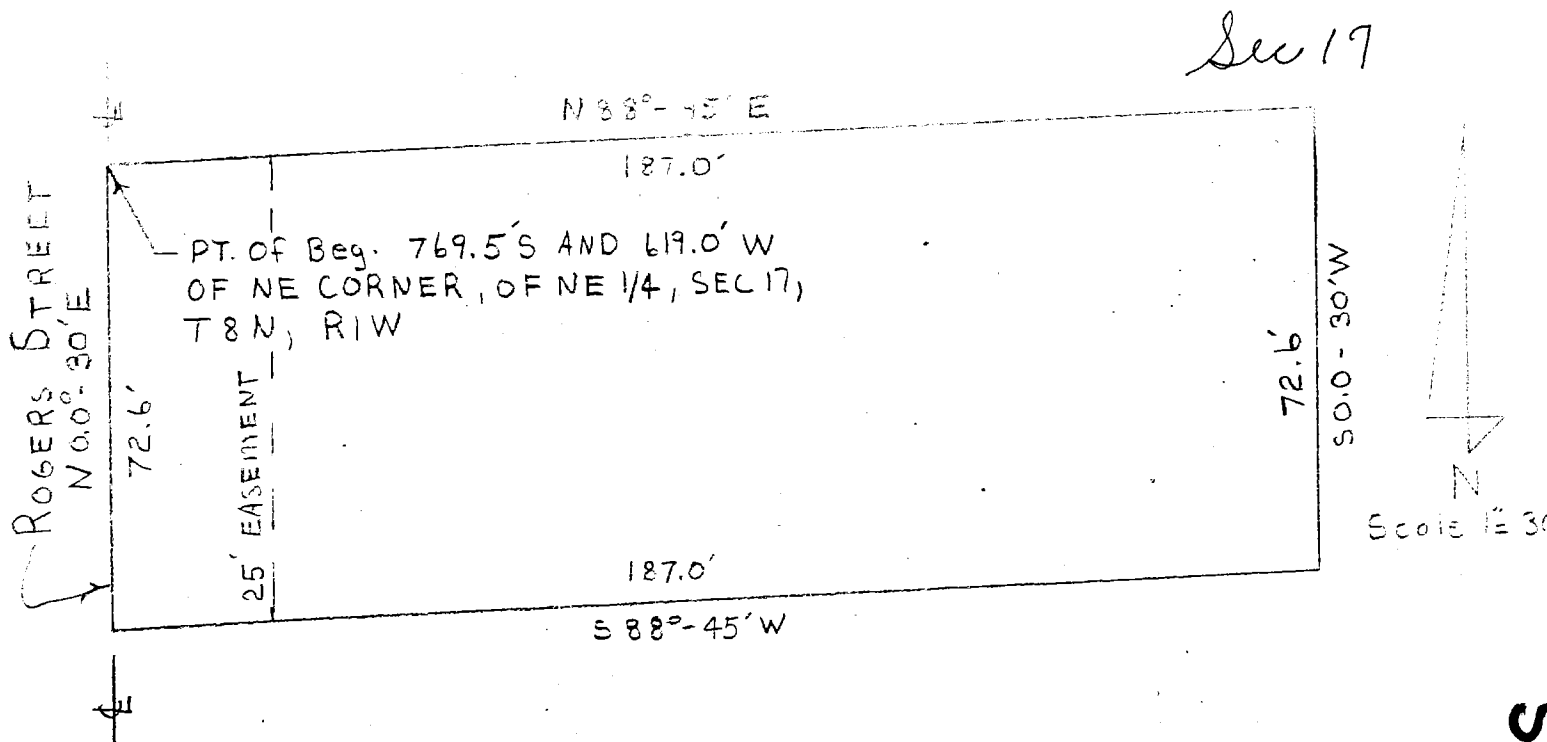 Sec 17
N 88°-45' E
187.0'
PT. Of Beg. 769.5'S AND 619.0' W
OF NE CORNER, OF NE 1/4, SEC 17,
T 8 N, R1W
ROGERS STREET
N 0.0°-30'E
72.6'
25' EASEMENT
72.6'
S 0.0-30'W
N
Scale 1"=
187.0'
S 88°-45'W